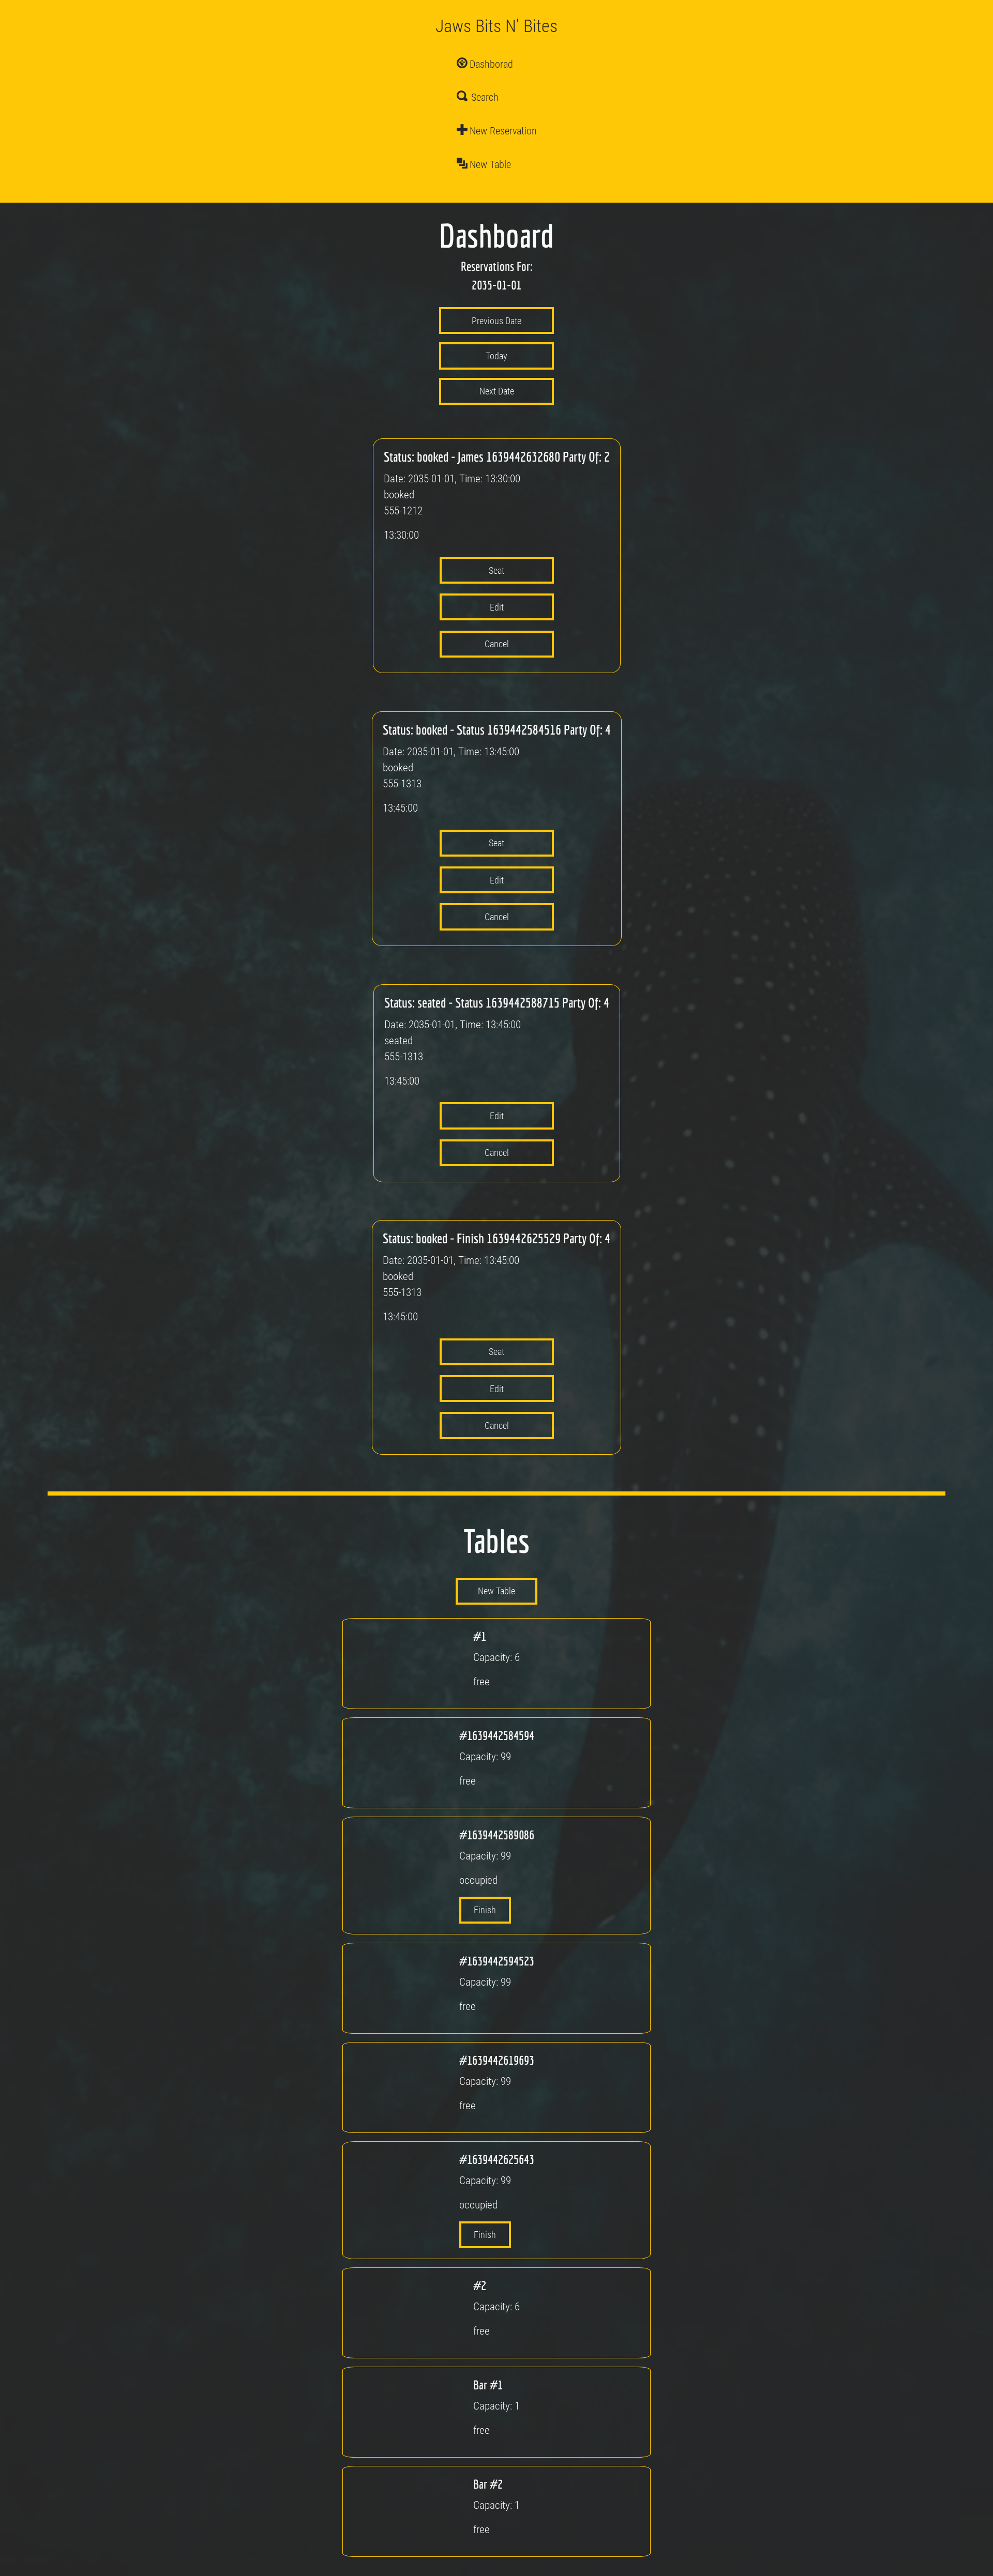 Jaws Bits N' Bites
Dashborad
Search
New Reservation
New Table
Dashboard
Reservations For:
2035-01-01
Previous Date
Today
Next Date
Status: booked - James 1639442632680 Party Of: 2
Date: 2035-01-01, Time: 13:30:00
booked
555-1212
13:30:00
Seat
Edit
Cancel
Status: booked - Status 1639442584516 Party Of: 4
Date: 2035-01-01, Time: 13:45:00
booked
555-1313
13:45:00
Seat
Edit
Cancel
Status: seated - Status 1639442588715 Party Of: 4
Date: 2035-01-01, Time: 13:45:00
seated
555-1313
13:45:00
Edit
Cancel
Status: booked - Finish 1639442625529 Party Of: 4
Date: 2035-01-01, Time: 13:45:00
booked
555-1313
13:45:00
Seat
Edit
Cancel
Tables
New Table
#1
Capacity: 6
free
#1639442584594
Capacity: 99
free
#1639442589086
Capacity: 99
occupied
Finish
#1639442594523
Capacity: 99
free
#1639442619693
Capacity: 99
free
#1639442625643
Capacity: 99
occupied
Finish
#2
Capacity: 6
free
Bar #1
Capacity: 1
free
Bar #2
Capacity: 1
free